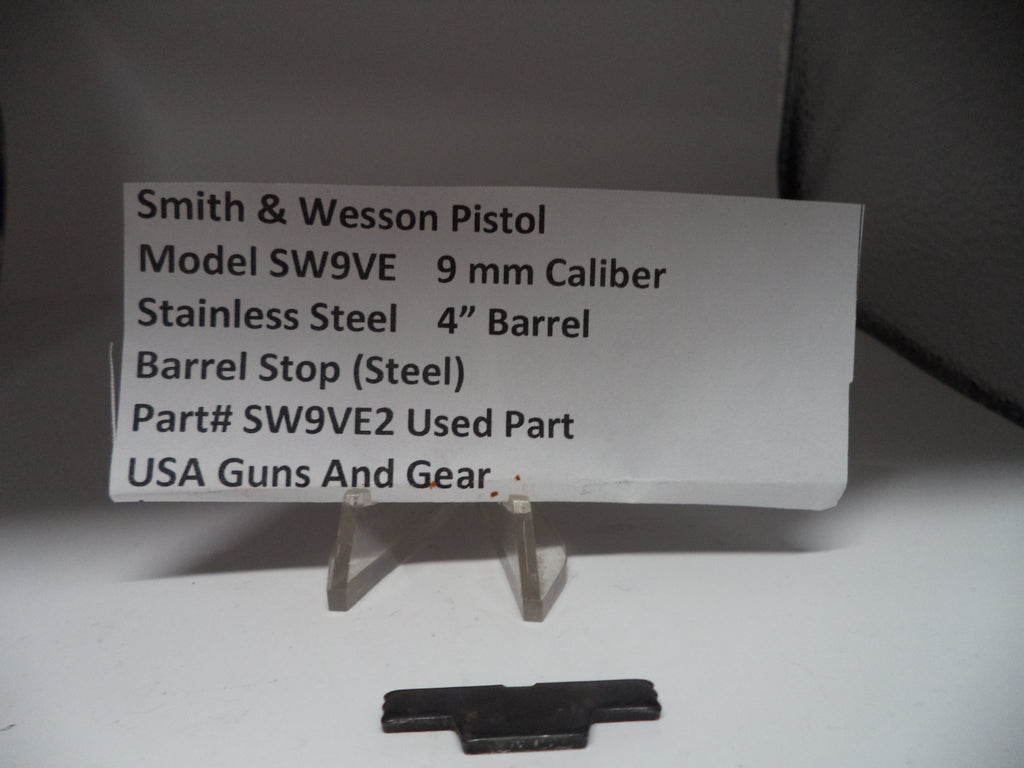 Smith & Wesson Pistol
Model SW9VE 9 mm Caliber
Stainless Steel 4” Barrel
Barrel Stop (Steel)
Part# SW9VE2 Used Part
USA Guns And Gear